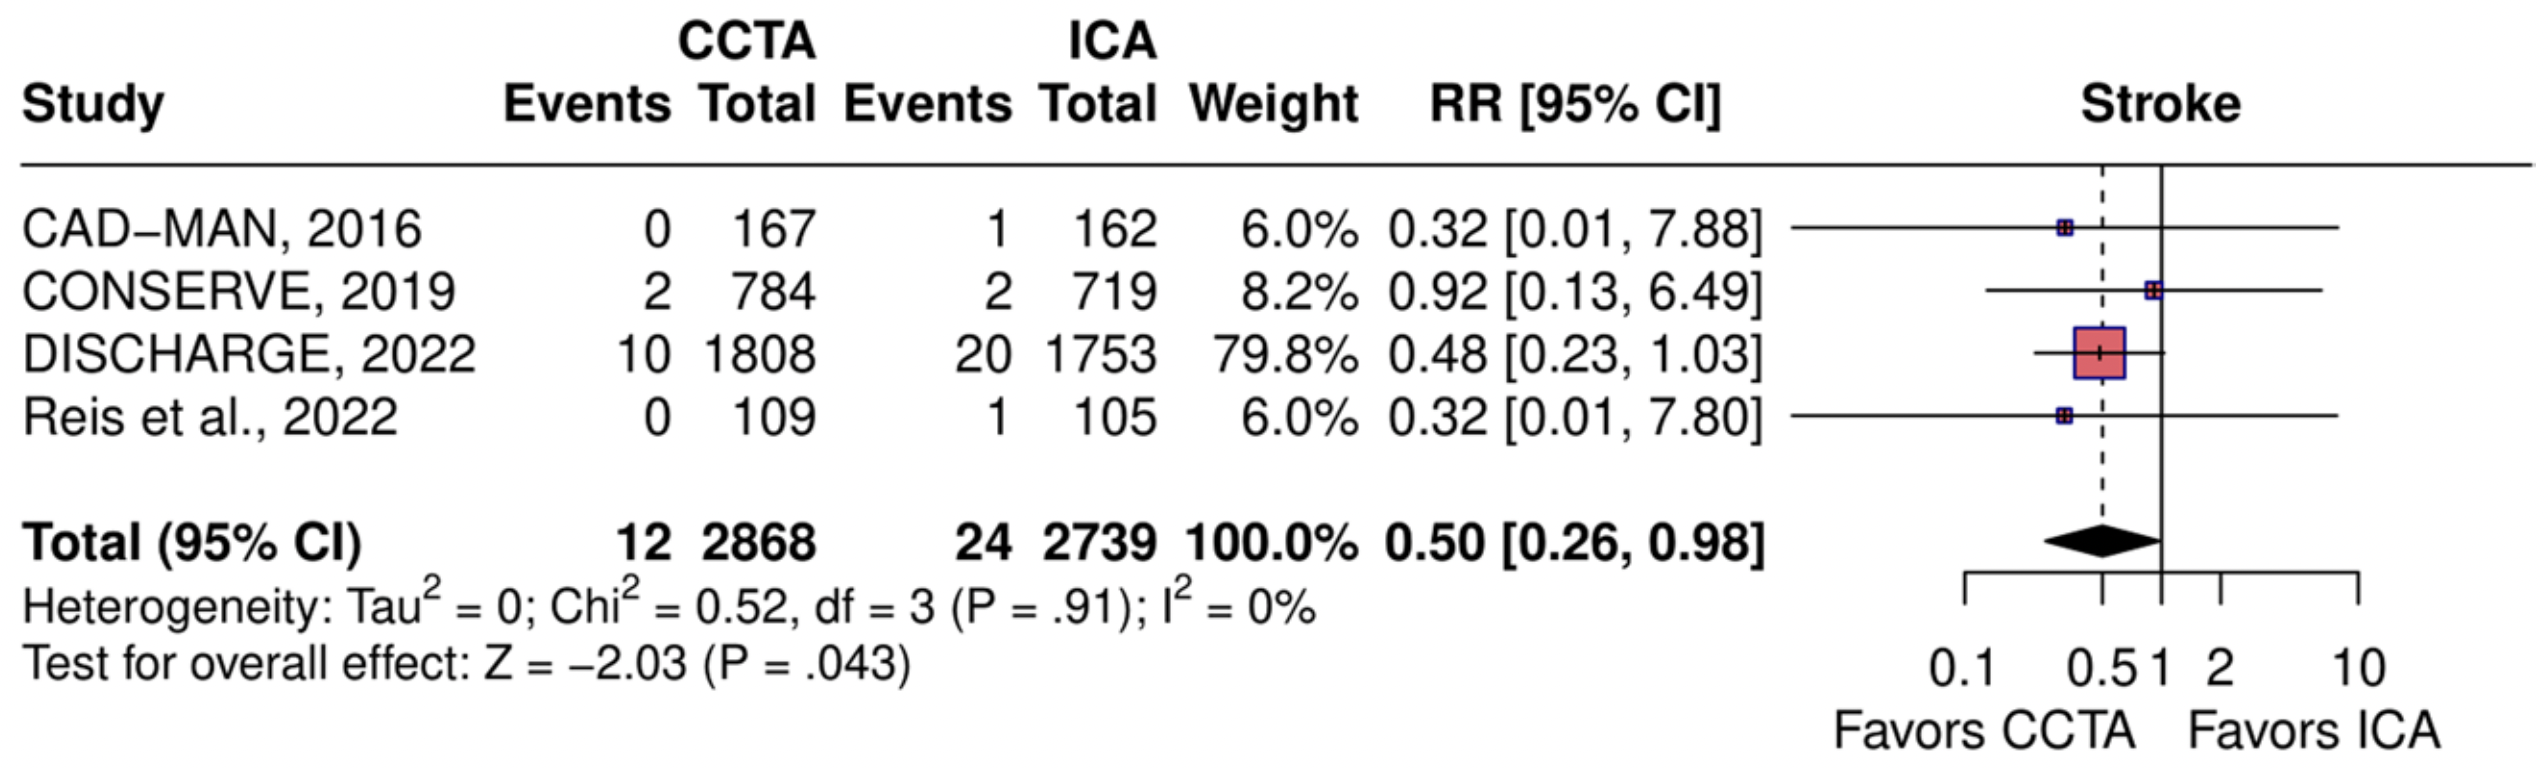 CCTA ICA
Study Events Total Events Total Weight RR [95% CI] Stroke
CAD−MAN, 2016 0 167 1 162 6.0% 0.32 [0.01, 7.88]
CONSERVE, 2019 2 784 2 719 8.2% 0.92 [0.13, 6.49]
DISCHARGE, 2022 10 1808 20 1753 79.8% 0.48 [0.23, 1.03]
Reis et al., 2022 0 109 1 105 6.0% 0.32 [0.01, 7.80]
Total (95% CI) 12 2868 24 2739 100.0% 0.50 [0.26, 0.98]
Heterogeneity: Tau² = 0; Chi² = 0.52, df = 3 (P = .91); I² = 0%
Test for overall effect: Z = −2.03 (P = .043)
0.1 0.5 1 2 10
Favors CCTA Favors ICA